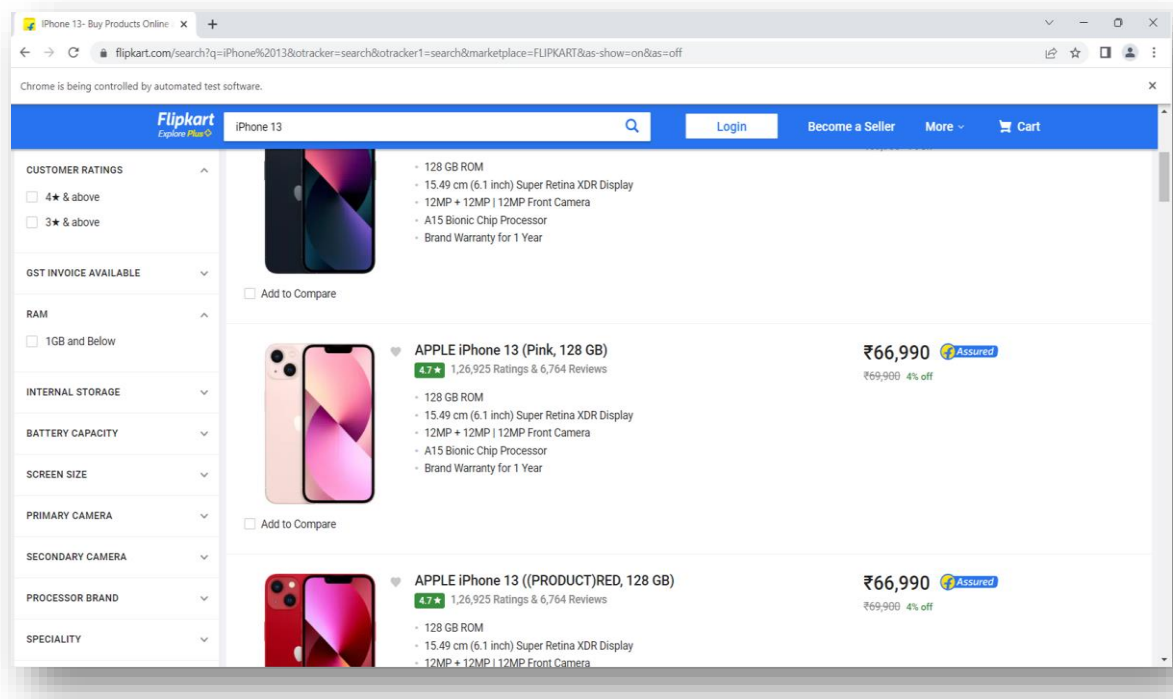 IPhone 13- Buy Products Online
flipkart.com/search?q=iPhone%2013&otracker=search&otracker1=search&marketplace=FLIPKART&as-show=on&as=off
Chrome is being controlled by automated test software.
Flipkart
Explore Plus
iPhone 13
Login
Become a Seller
More
Cart
CUSTOMER RATINGS
4★ & above
3★ & above
GST INVOICE AVAILABLE
RAM
1GB and Below
INTERNAL STORAGE
BATTERY CAPACITY
SCREEN SIZE
PRIMARY CAMERA
SECONDARY CAMERA
PROCESSOR BRAND
SPECIALITY
128 GB ROM
15.49 cm (6.1 inch) Super Retina XDR Display
12MP + 12MP | 12MP Front Camera
A15 Bionic Chip Processor
Brand Warranty for 1 Year
Add to Compare
APPLE iPhone 13 (Pink, 128 GB)
4.7★ 1,26,925 Ratings & 6,764 Reviews
128 GB ROM
15.49 cm (6.1 inch) Super Retina XDR Display
12MP + 12MP | 12MP Front Camera
A15 Bionic Chip Processor
Brand Warranty for 1 Year
₹66,990 Assured
₹69,900 4% off
Add to Compare
APPLE iPhone 13 ((PRODUCT)RED, 128 GB)
4.7★ 1,26,925 Ratings & 6,764 Reviews
128 GB ROM
15.49 cm (6.1 inch) Super Retina XDR Display
12MP + 12MP | 12MP Front Camera
₹66,990 Assured
₹69,900 4% off